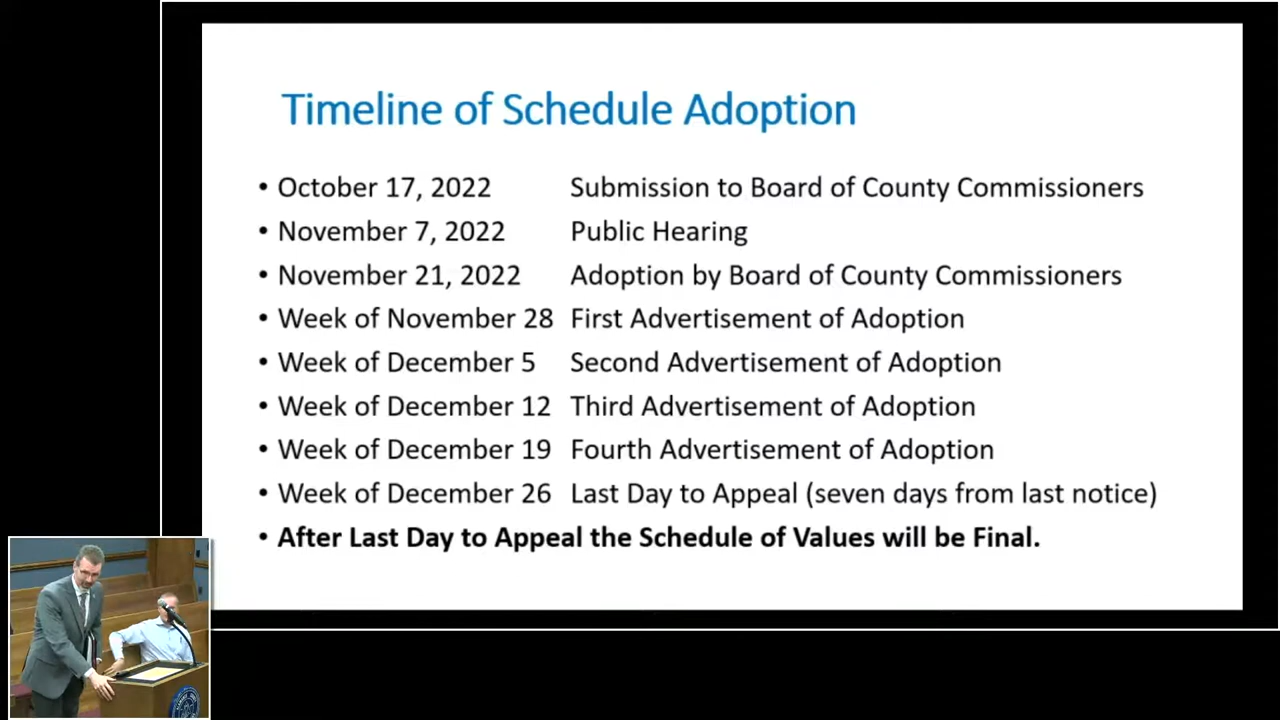 Timeline of Schedule Adoption
• October 17, 2022 Submission to Board of County Commissioners
• November 7, 2022 Public Hearing
• November 21, 2022 Adoption by Board of County Commissioners
• Week of November 28 First Advertisement of Adoption
• Week of December 5 Second Advertisement of Adoption
• Week of December 12 Third Advertisement of Adoption
• Week of December 19 Fourth Advertisement of Adoption
• Week of December 26 Last Day to Appeal (seven days from last notice)
• After Last Day to Appeal the Schedule of Values will be Final.